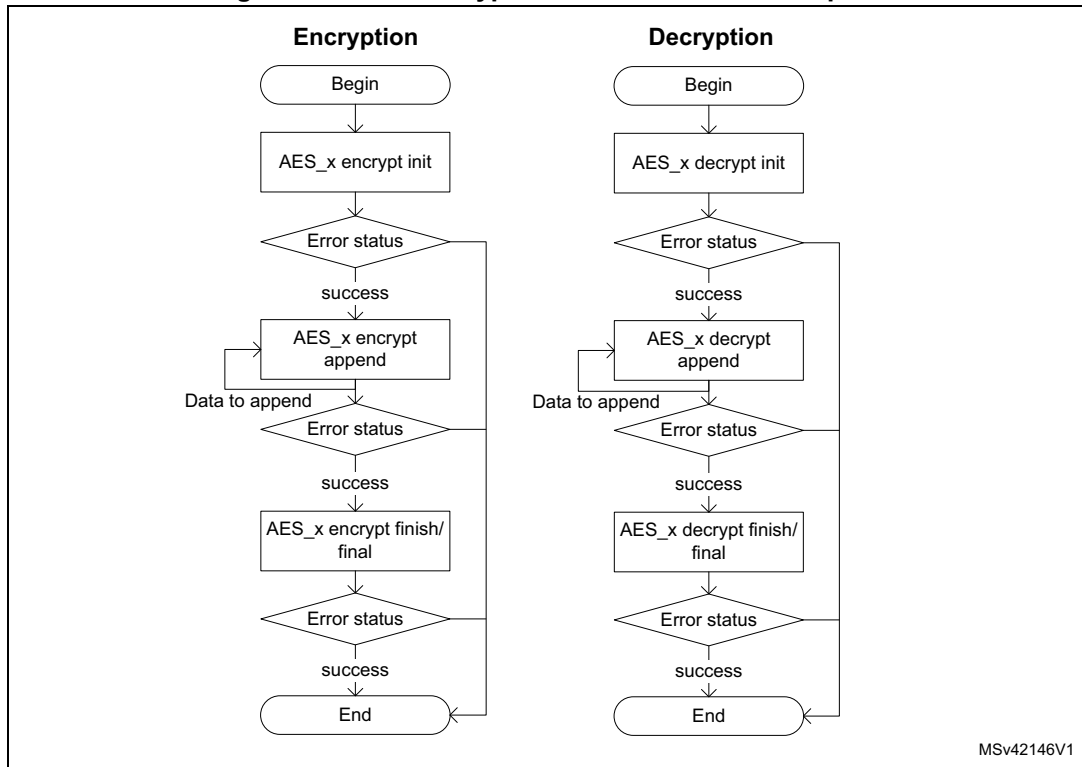 Encryption
Begin
AES_x encrypt init
Error status
success
AES_x encrypt
append
Data to append
Error status
success
AES_x encrypt finish/
final
Error status
success
End
Decryption
Begin
AES_x decrypt init
Error status
success
AES_x decrypt
append
Data to append
Error status
success
AES_x decrypt finish/
final
Error status
success
End
MSv42146V1